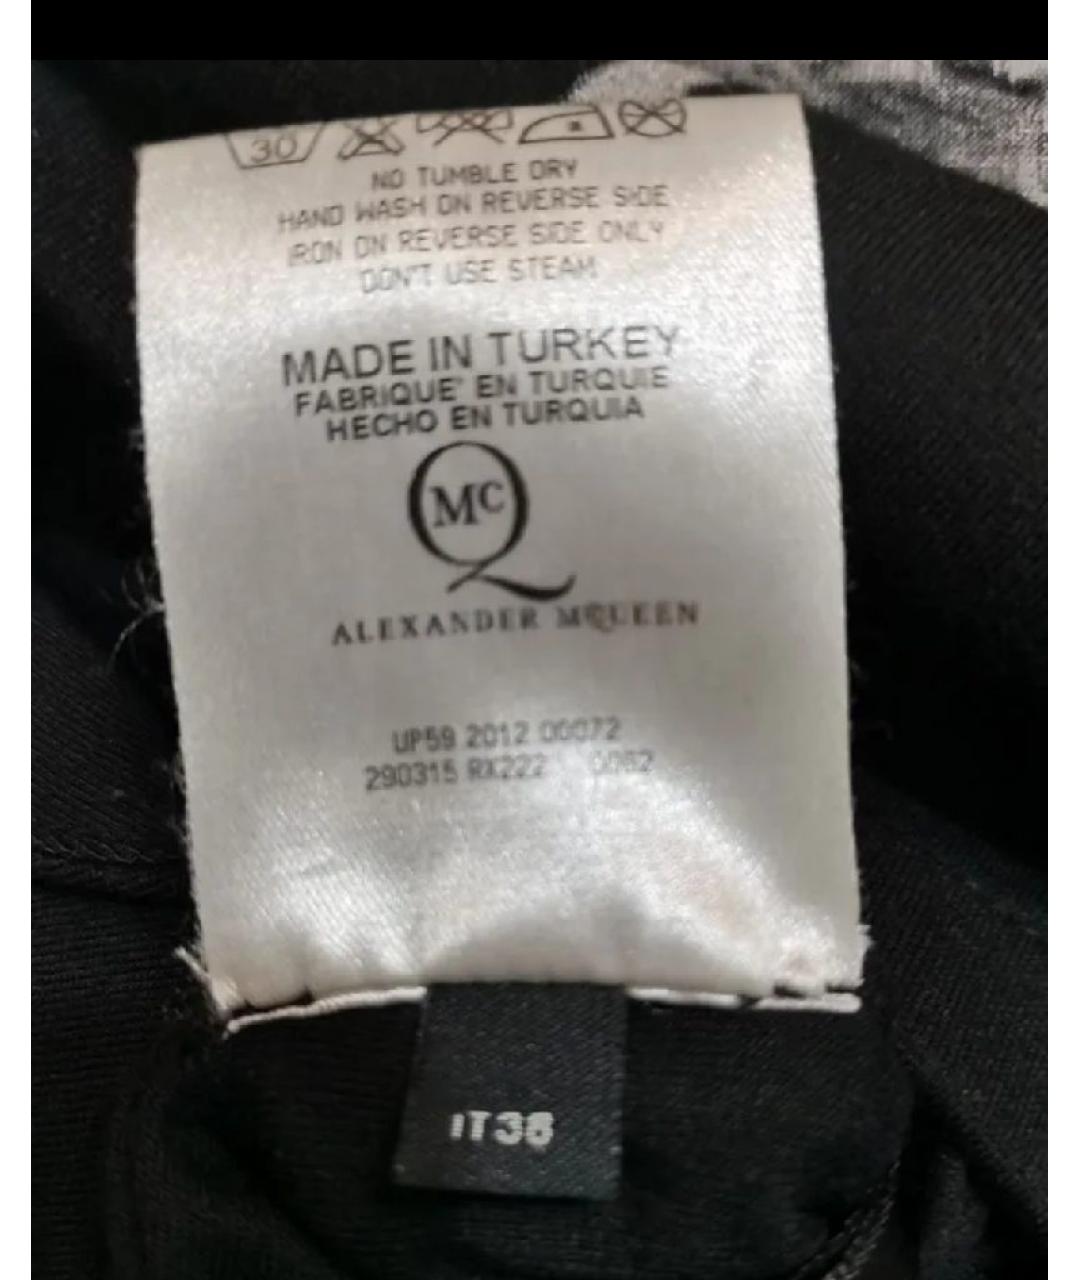 30
NO TUMBLE DRY
HAND WASH ON REVERSE SIDE
IRON ON REVERSE SIDE ONLY
DON'T USE STEAM
MADE IN TURKEY
FABRIQUE' EN TURQUIE
HECHO EN TURQUIA
McQ
ALEXANDER MCQUEEN
UP59 2012 00072
290315 RX222
IT38